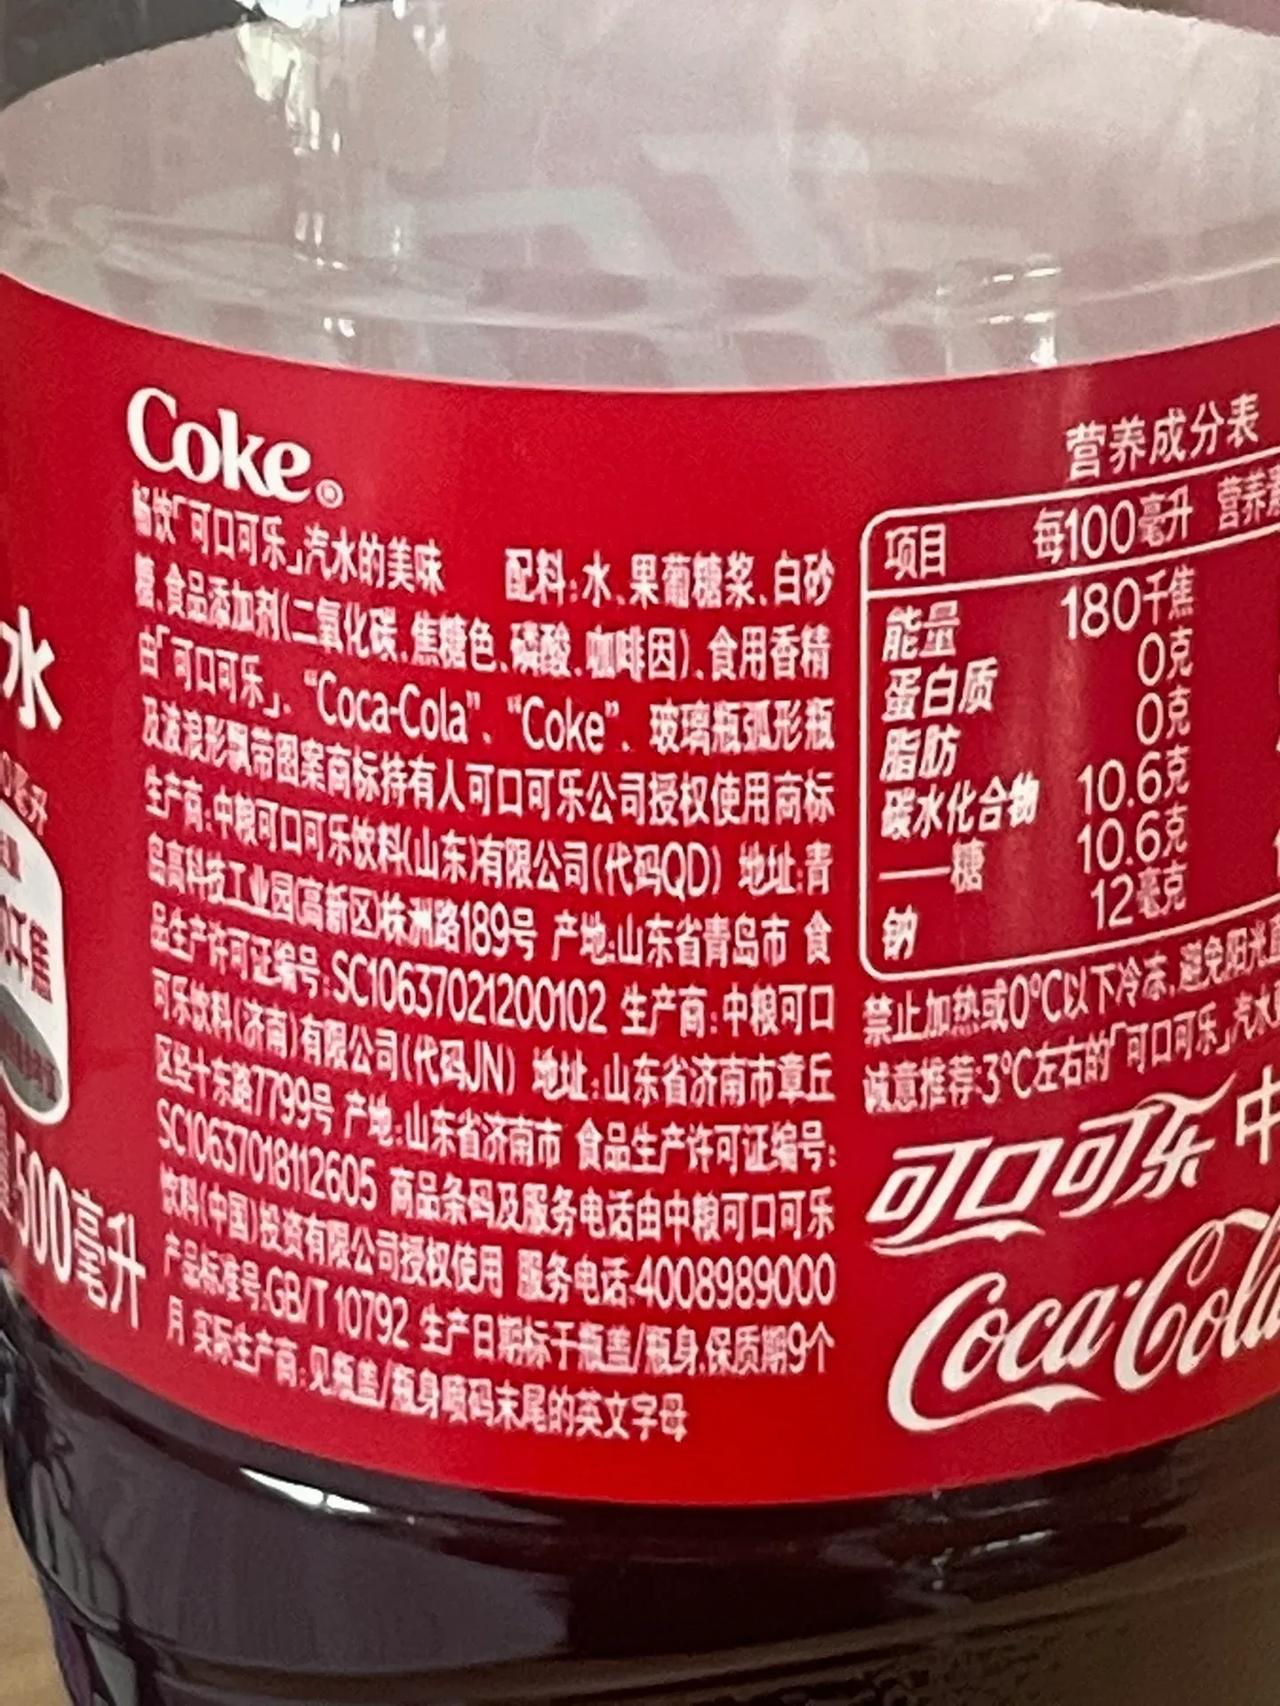 Coke®
畅饮「可口可乐」汽水的美味 配料:水、果葡糖浆、白砂
糖、食品添加剂(二氧化碳、焦糖色、磷酸、咖啡因)、食用香精
由「可口可乐」、“Coca-Cola”、“Coke”、玻璃瓶弧形瓶
及波浪形飘带图案商标持有人可口可乐公司授权使用商标
生产商:中粮可口可乐饮料(山东)有限公司(代码QD) 地址:青
岛高科技工业园(高新区)株洲路189号 产地:山东省青岛市 食
品生产许可证编号:SC10637021200102 生产商:中粮可口
可乐饮料(济南)有限公司(代码JN) 地址:山东省济南市章丘
区经十东路7799号 产地:山东省济南市 食品生产许可证编号:
SC10637018112605 商品条码及服务电话由中粮可口可乐
饮料(中国)投资有限公司授权使用 服务电话:4008989000
产品标准号:GB/T 10792 生产日期标于瓶盖/瓶身,保质期9个
月 实际生产商:见瓶盖/瓶身喷码末尾的英文字母
营养成分表
项目 每100毫升 营养素
能量 180千焦
蛋白质 0克
脂肪 0克
碳水化合物 10.6克
——糖 10.6克
钠 12毫克
禁止加热或0°C以下冷冻,避免阳光直
诚意推荐:3°C左右的「可口可乐」汽水
可口可乐 中
Coca-Cola
水
千焦
500毫升